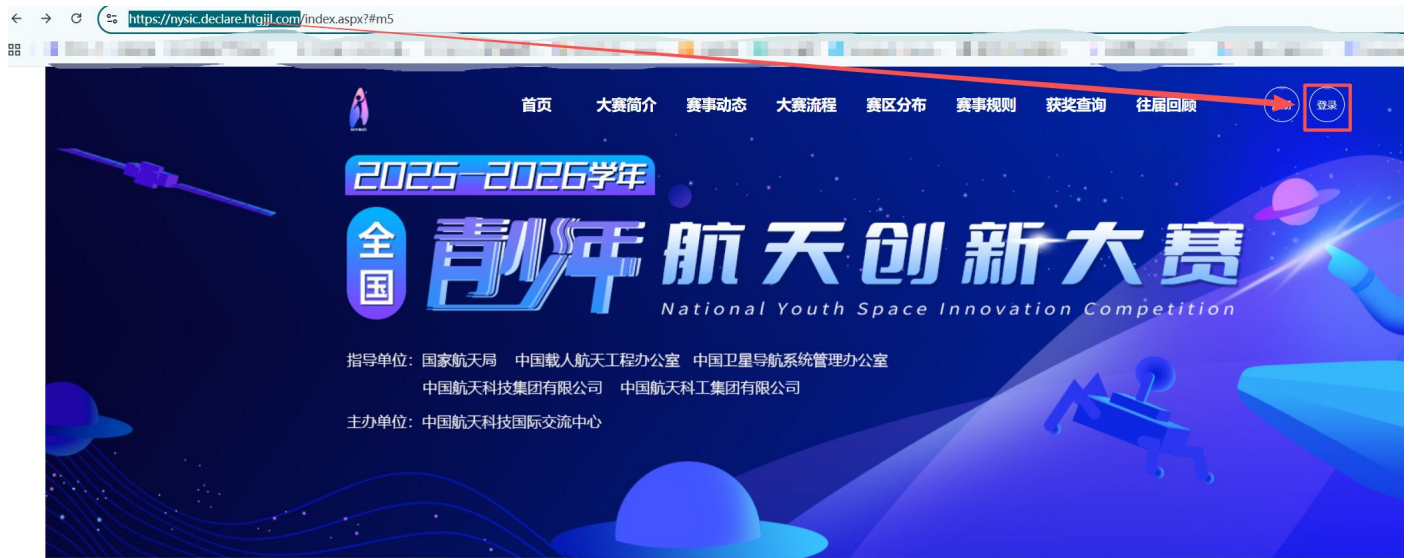 https://nysic.declare.htgjjl.com/index.aspx?#m5
首页 大赛简介 赛事动态 大赛流程 赛区分布 赛事规则 获奖查询 往届回顾 登录
2025—2026学年
全国 青少年 航天创新大赛
National Youth Space Innovation Competition
指导单位：国家航天局 中国载人航天工程办公室 中国卫星导航系统管理办公室
中国航天科技集团有限公司 中国航天科工集团有限公司
主办单位：中国航天科技国际交流中心